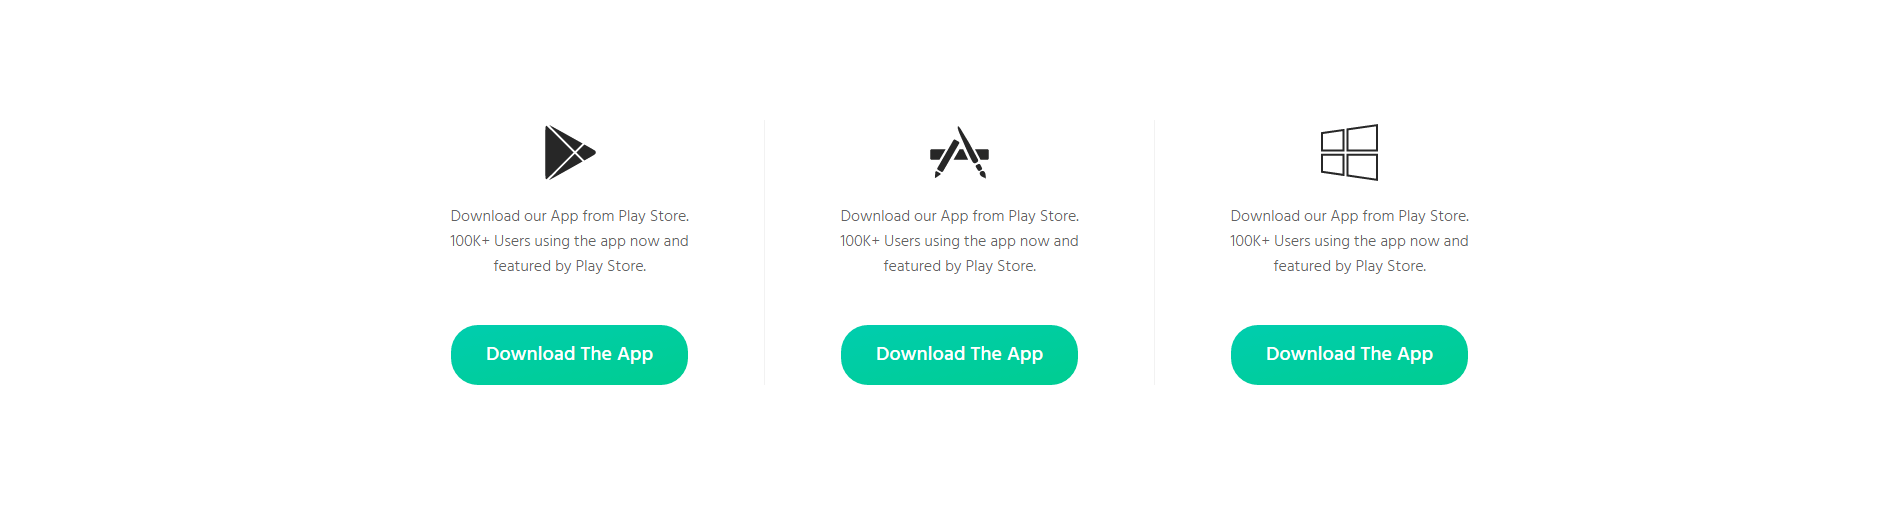 Download our App from Play Store.
100K+ Users using the app now and
featured by Play Store.
Download The App
Download our App from Play Store.
100K+ Users using the app now and
featured by Play Store.
Download The App
Download our App from Play Store.
100K+ Users using the app now and
featured by Play Store.
Download The App